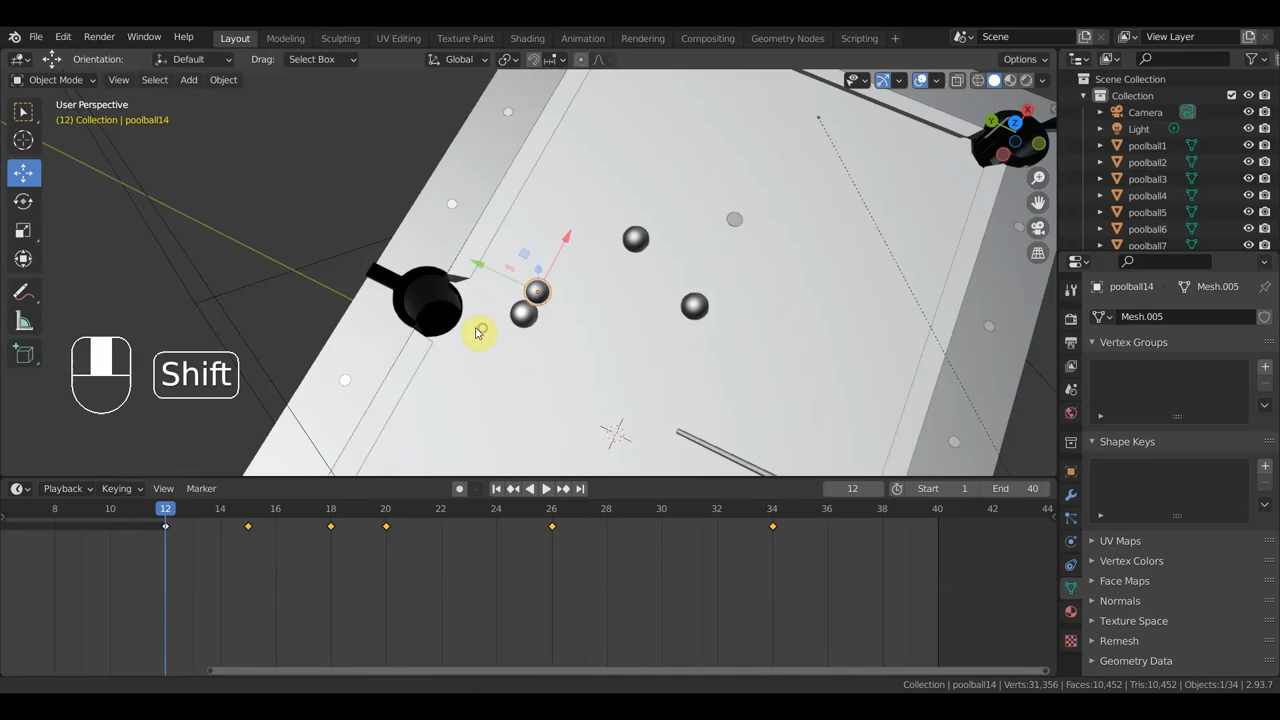 File Edit Render Window Help Layout Modeling Sculpting UV Editing Texture Paint Shading Animation Rendering Compositing Geometry Nodes Scripting + Scene View Layer
Orientation: Default Drag: Select Box Global Options
Object Mode View Select Add Object
User Perspective
(12) Collection | poolball14
X
Y
Z
Shift
Scene Collection
Collection
Camera
Light
poolball1
poolball2
poolball3
poolball4
poolball5
poolball6
poolball7
poolball14 Mesh.005
Mesh.005
Vertex Groups
Shape Keys
UV Maps
Vertex Colors
Face Maps
Normals
Texture Space
Remesh
Geometry Data
Playback Keying View Marker 12 Start 1 End 40
8 10 12 14 16 18 20 22 24 26 28 30 32 34 36 38 40 42 44
Collection | poolball14 | Verts:31,356 | Faces:10,452 | Tris:10,452 | Objects:1/34 | 2.93.7